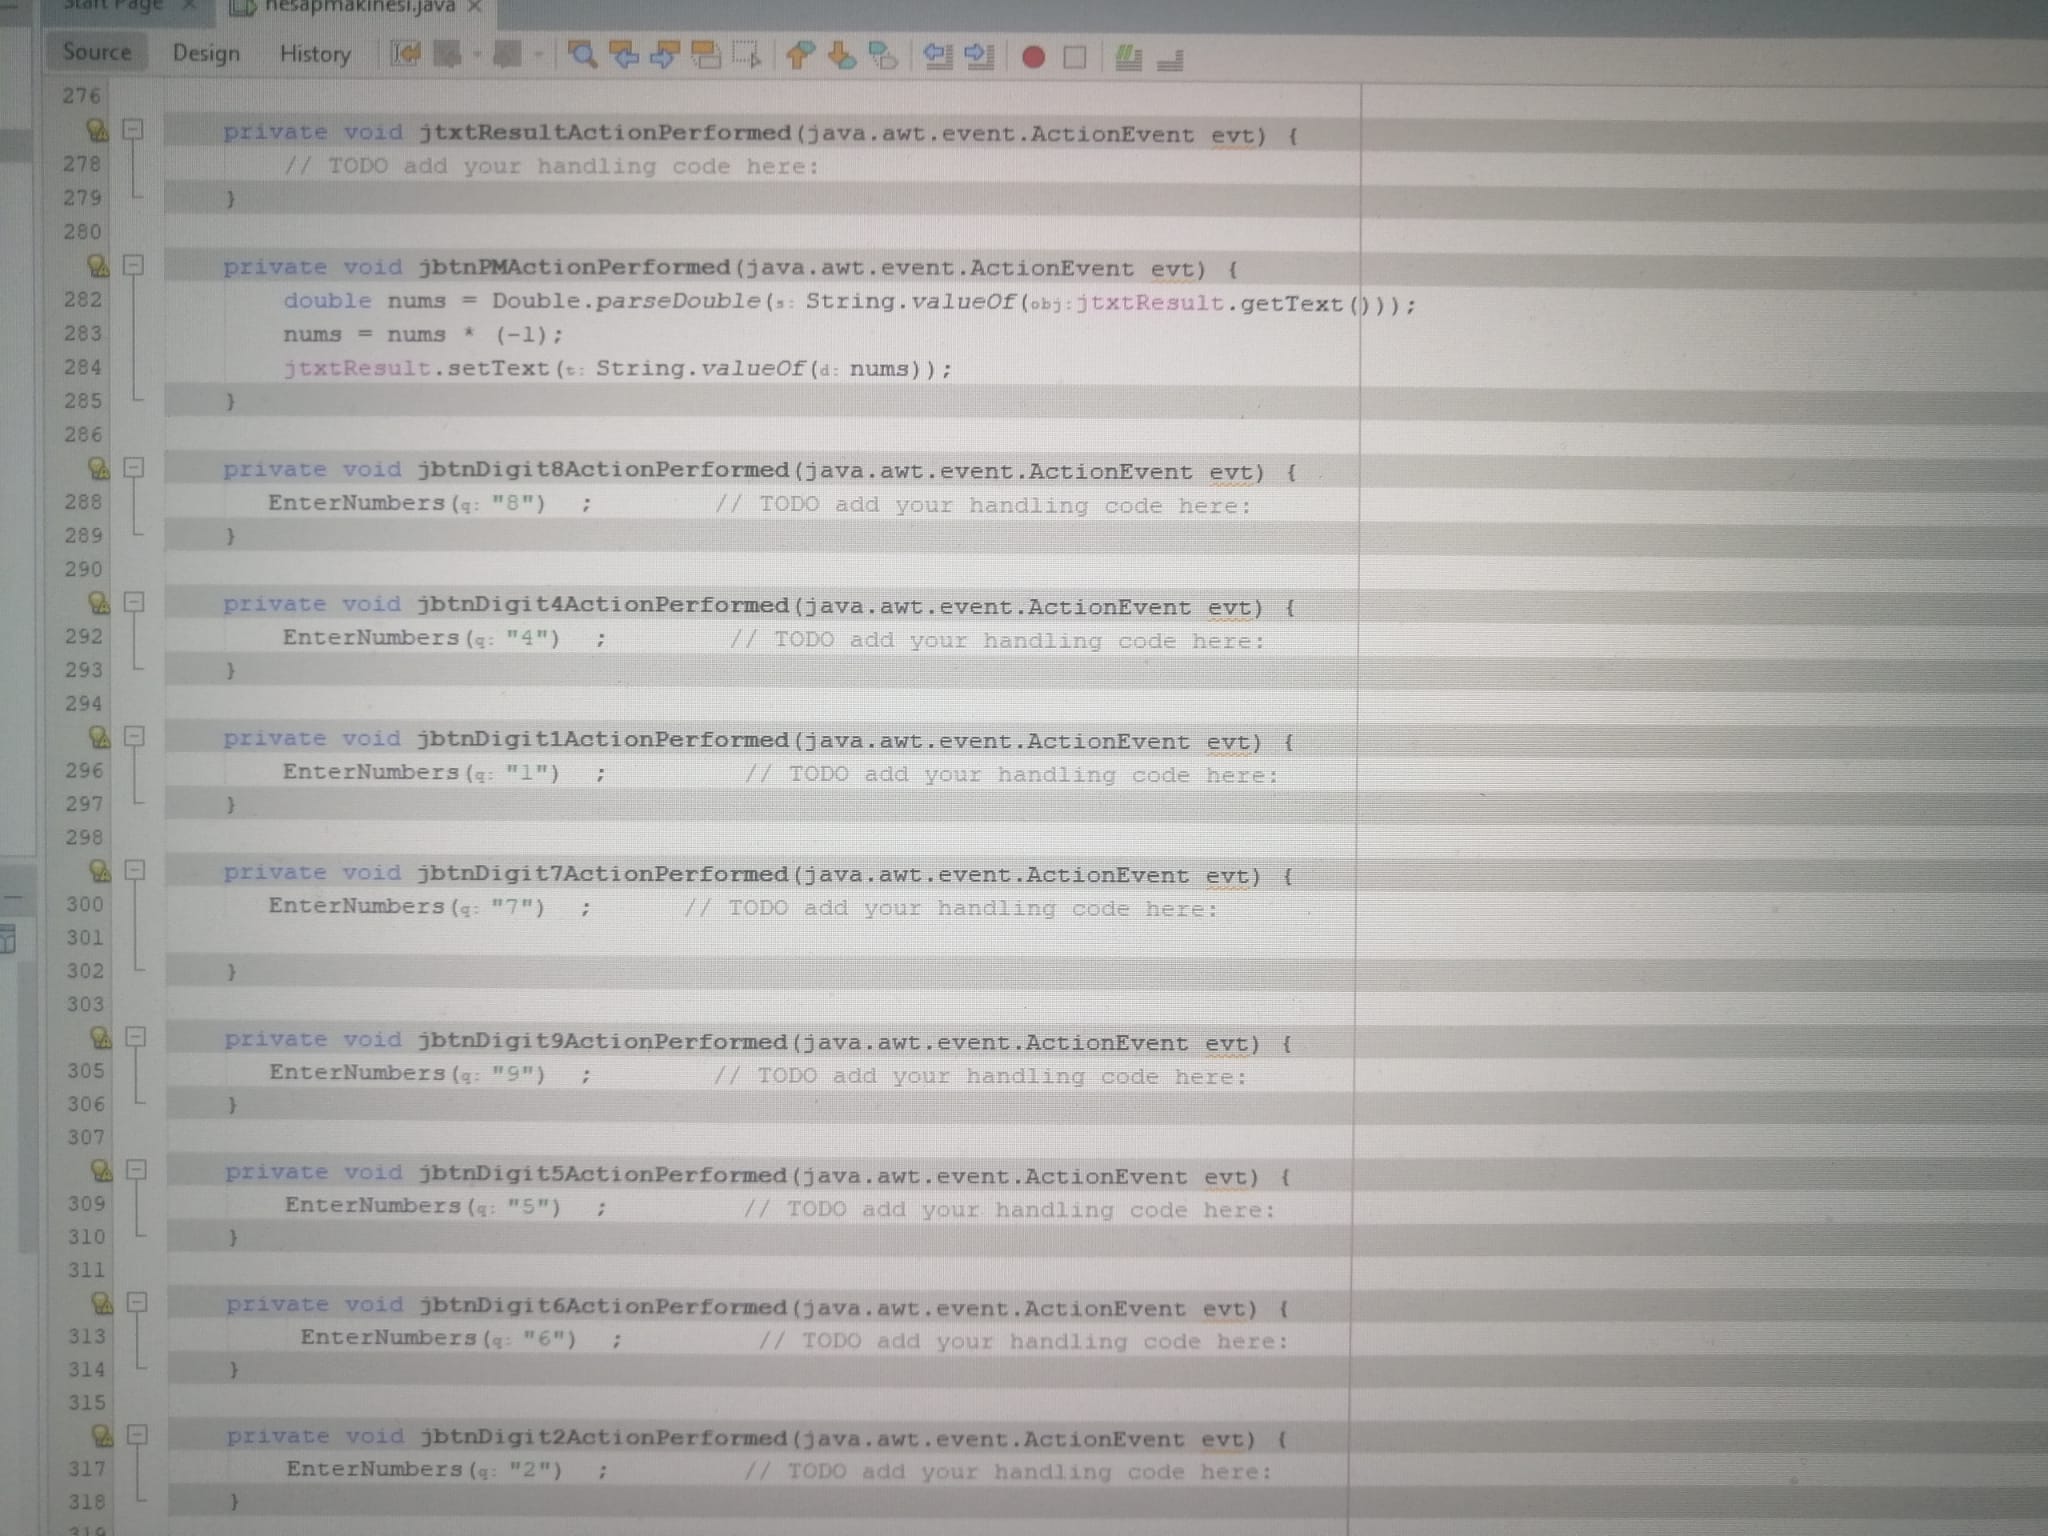 Start Page
hesapmakinesi.java
Source Design History
276
private void jtxtResultActionPerformed(java.awt.event.ActionEvent evt) {
278 // TODO add your handling code here:
279 }
280
private void jbtnPMActionPerformed(java.awt.event.ActionEvent evt) {
282 double nums = Double.parseDouble(s: String.valueOf(obj:jtxtResult.getText()));
283 nums = nums * (-1);
284 jtxtResult.setText(t: String.valueOf(d: nums));
285 }
286
private void jbtnDigit8ActionPerformed(java.awt.event.ActionEvent evt) {
288 EnterNumbers(q: "8") ; // TODO add your handling code here:
289 }
290
private void jbtnDigit4ActionPerformed(java.awt.event.ActionEvent evt) {
292 EnterNumbers(q: "4") ; // TODO add your handling code here:
293 }
294
private void jbtnDigit1ActionPerformed(java.awt.event.ActionEvent evt) {
296 EnterNumbers(q: "1") ; // TODO add your handling code here:
297 }
298
private void jbtnDigit7ActionPerformed(java.awt.event.ActionEvent evt) {
300 EnterNumbers(q: "7") ; // TODO add your handling code here:
301
302 }
303
private void jbtnDigit9ActionPerformed(java.awt.event.ActionEvent evt) {
305 EnterNumbers(q: "9") ; // TODO add your handling code here:
306 }
307
private void jbtnDigit5ActionPerformed(java.awt.event.ActionEvent evt) {
309 EnterNumbers(q: "5") ; // TODO add your handling code here:
310 }
311
private void jbtnDigit6ActionPerformed(java.awt.event.ActionEvent evt) {
313 EnterNumbers(q: "6") ; // TODO add your handling code here:
314 }
315
private void jbtnDigit2ActionPerformed(java.awt.event.ActionEvent evt) {
317 EnterNumbers(q: "2") ; // TODO add your handling code here:
318 }
319